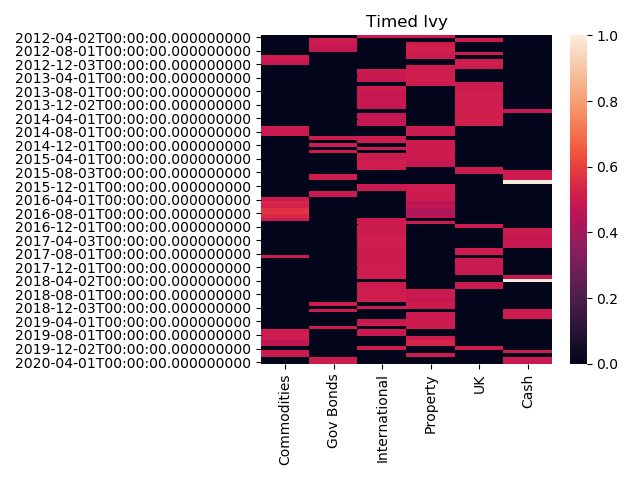 Timed Ivy
2012-04-02T00:00:00.000000000
2012-08-01T00:00:00.000000000
2012-12-03T00:00:00.000000000
2013-04-01T00:00:00.000000000
2013-08-01T00:00:00.000000000
2013-12-02T00:00:00.000000000
2014-04-01T00:00:00.000000000
2014-08-01T00:00:00.000000000
2014-12-01T00:00:00.000000000
2015-04-01T00:00:00.000000000
2015-08-03T00:00:00.000000000
2015-12-01T00:00:00.000000000
2016-04-01T00:00:00.000000000
2016-08-01T00:00:00.000000000
2016-12-01T00:00:00.000000000
2017-04-03T00:00:00.000000000
2017-08-01T00:00:00.000000000
2017-12-01T00:00:00.000000000
2018-04-02T00:00:00.000000000
2018-08-01T00:00:00.000000000
2018-12-03T00:00:00.000000000
2019-04-01T00:00:00.000000000
2019-08-01T00:00:00.000000000
2019-12-02T00:00:00.000000000
2020-04-01T00:00:00.000000000
Commodities
Gov Bonds
International
Property
UK
Cash
1.0
0.8
0.6
0.4
0.2
0.0